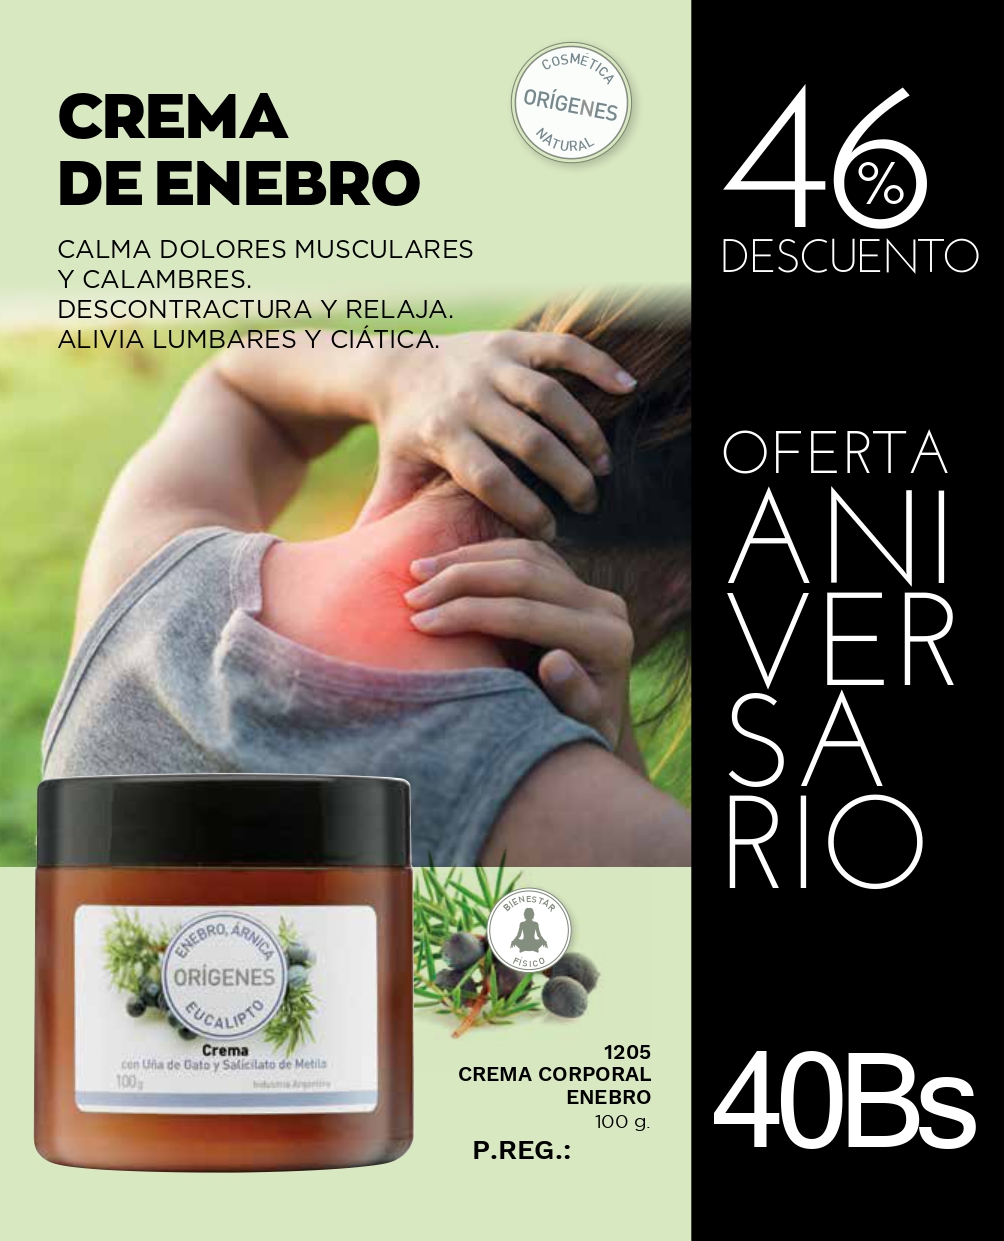 CREMA
DE ENEBRO
COSMÉTICA
ORÍGENES
NATURAL
CALMA DOLORES MUSCULARES
Y CALAMBRES.
DESCONTRACTURA Y RELAJA.
ALIVIA LUMBARES Y CIÁTICA.
46%
DESCUENTO
OFERTA
ANI
VER
SA
RIO
BIENESTAR
FÍSICO
ENEBRO, ÁRNICA
ORÍGENES
EUCALIPTO
Crema
con Uña de Gato y Salicilato de Metilo
100g
Industria Argentina
1205
CREMA CORPORAL
ENEBRO
100 g.
P.REG.:
40Bs